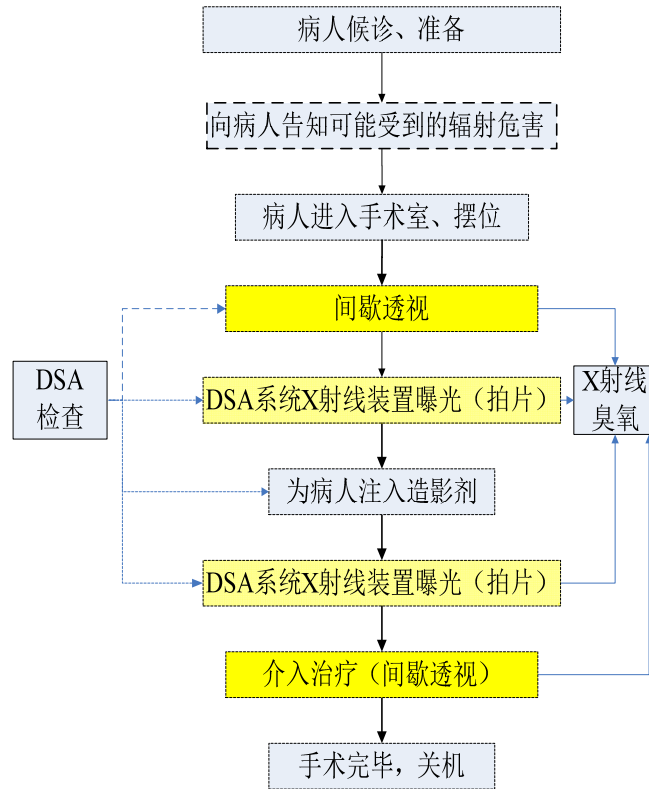 病人候诊、准备
向病人告知可能受到的辐射危害
病人进入手术室、摆位
间歇透视
DSA
检查
DSA系统X射线装置曝光（拍片）
X射线
臭氧
为病人注入造影剂
DSA系统X射线装置曝光（拍片）
介入治疗（间歇透视）
手术完毕，关机